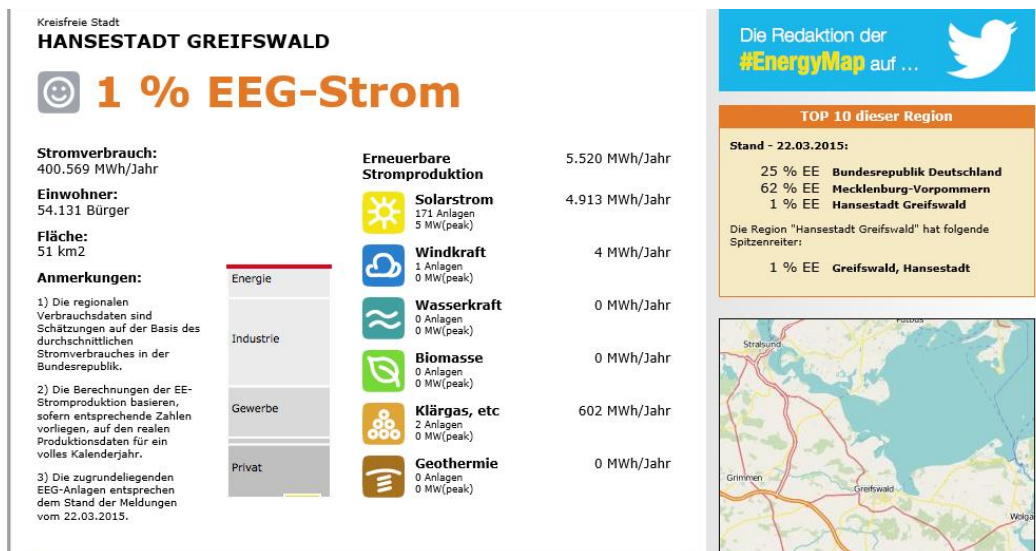 Kreisfreie Stadt
HANSESTADT GREIFSWALD
1 % EEG-Strom
Stromverbrauch:
400.569 MWh/Jahr
Einwohner:
54.131 Bürger
Fläche:
51 km2
Anmerkungen:
1) Die regionalen
Verbrauchsdaten sind
Schätzungen auf der Basis des
durchschnittlichen
Stromverbrauches in der
Bundesrepublik.
2) Die Berechnungen der EE-
Stromproduktion basieren,
sofern entsprechende Zahlen
vorliegen, auf den realen
Produktionsdaten für ein
volles Kalenderjahr.
3) Die zugrundeliegenden
EEG-Anlagen entsprechen
dem Stand der Meldungen
vom 22.03.2015.
Energie
Industrie
Gewerbe
Privat
Erneuerbare 5.520 MWh/Jahr
Stromproduktion
Solarstrom 4.913 MWh/Jahr
171 Anlagen
5 MW(peak)
Windkraft 4 MWh/Jahr
1 Anlagen
0 MW(peak)
Wasserkraft 0 MWh/Jahr
0 Anlagen
0 MW(peak)
Biomasse 0 MWh/Jahr
0 Anlagen
0 MW(peak)
Klärgas, etc 602 MWh/Jahr
2 Anlagen
0 MW(peak)
Geothermie 0 MWh/Jahr
0 Anlagen
0 MW(peak)
Die Redaktion der
#EnergyMap auf ...
TOP 10 dieser Region
Stand - 22.03.2015:
25 % EE Bundesrepublik Deutschland
62 % EE Mecklenburg-Vorpommern
1 % EE Hansestadt Greifswald
Die Region "Hansestadt Greifswald" hat folgende
Spitzenreiter:
1 % EE Greifswald, Hansestadt
Putbus
Stralsund
Grimmen
Greifswald
Wolga